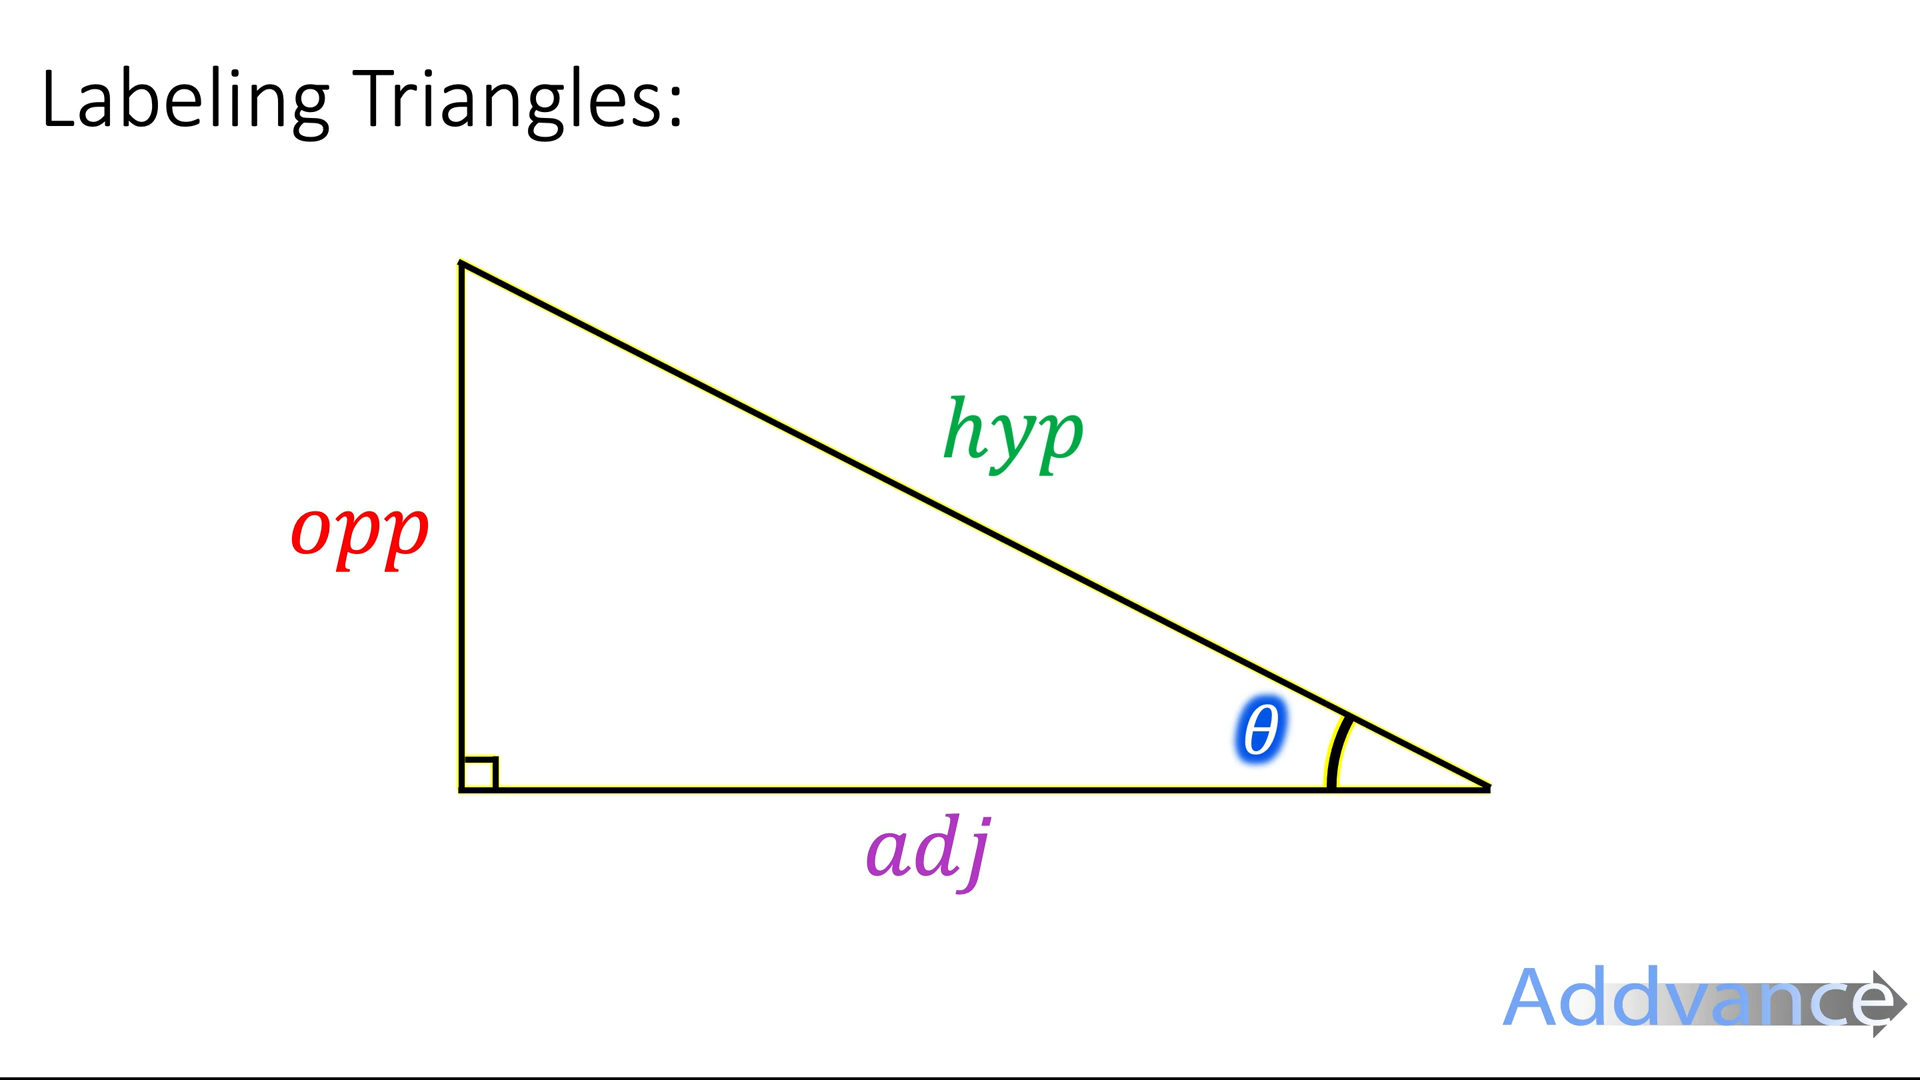 Labeling Triangles:
hyp
opp
θ
adj
Addvance